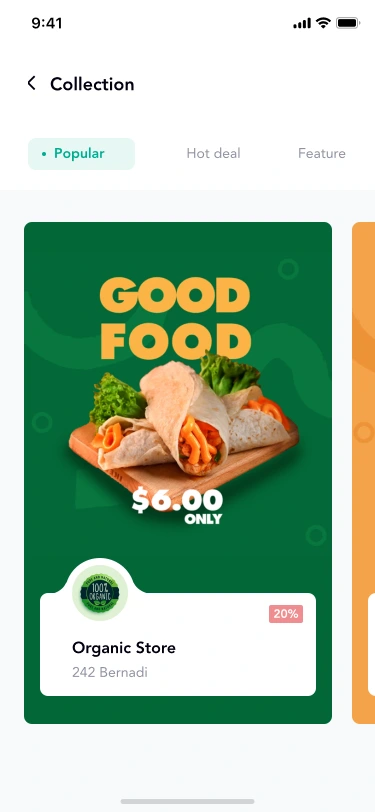 9:41
Collection
Popular
Hot deal
Feature
GOOD
FOOD
$6.00
ONLY
100%
ORGANIC
20%
Organic Store
242 Bernadi